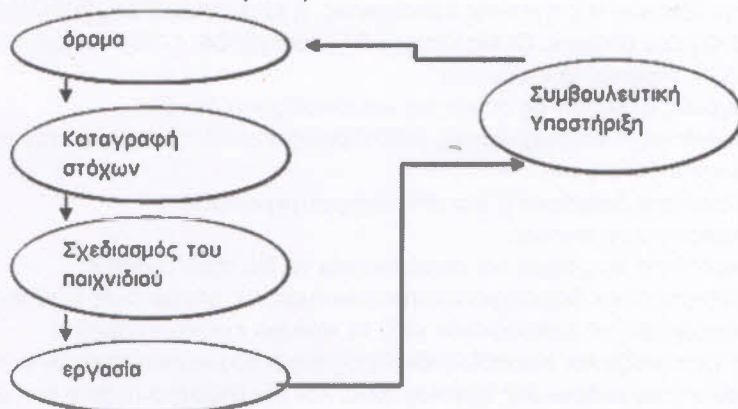 όραμα
Συμβουλευτική
Υποστήριξη
Καταγραφή
στόχων
Σχεδιασμός του
παιχνιδιού
εργασία